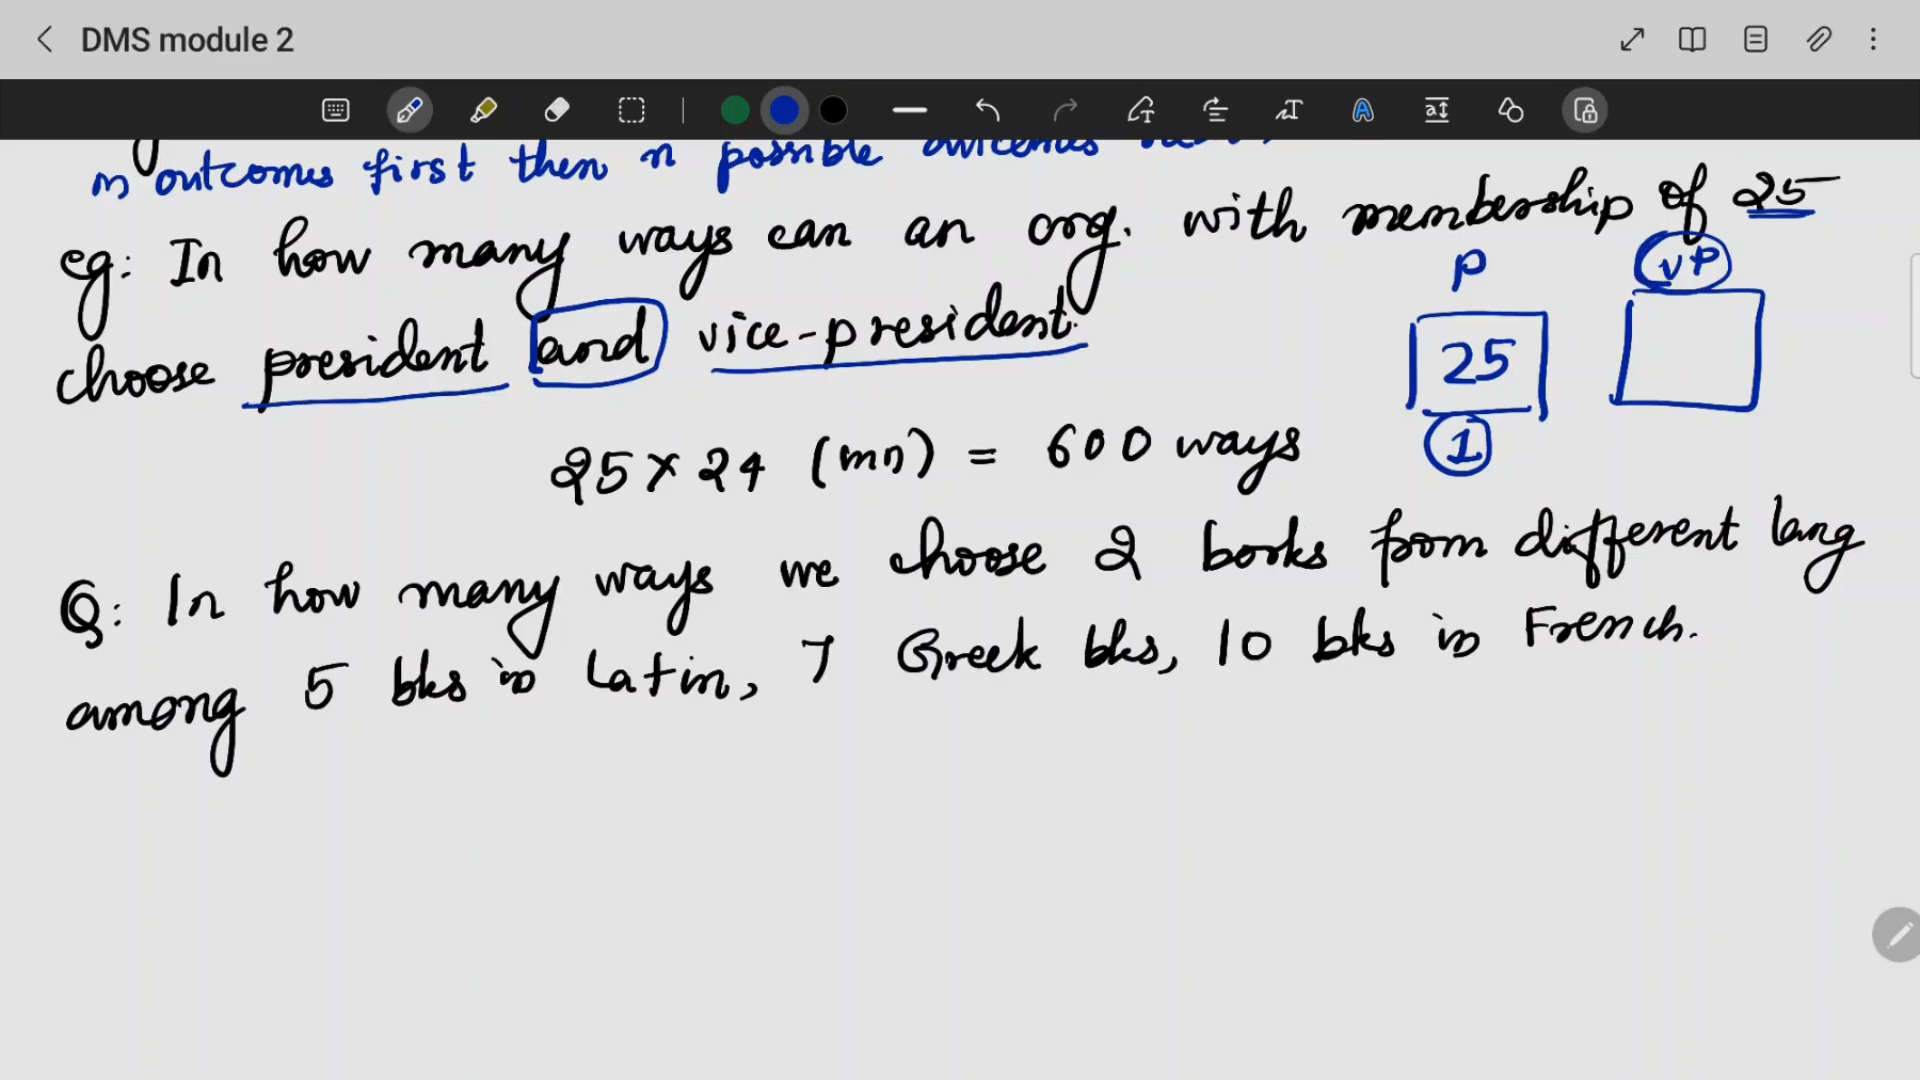 DMS module 2
m outcomes first then n possible outcomes
eg: In how many ways can an org. with membership of 25
choose president and vice-president.
P
VP
25
1
25 × 24 (mn) = 600 ways
Q: In how many ways we choose 2 books from different lang
among 5 bks in Latin, 7 Greek bks, 10 bks in French.